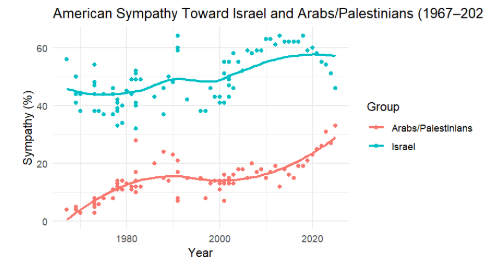 American Sympathy Toward Israel and Arabs/Palestinians (1967–202
60
40
20
0
Sympathy (%)
1980
2000
2020
Year
Group
Arabs/Palestinians
Israel